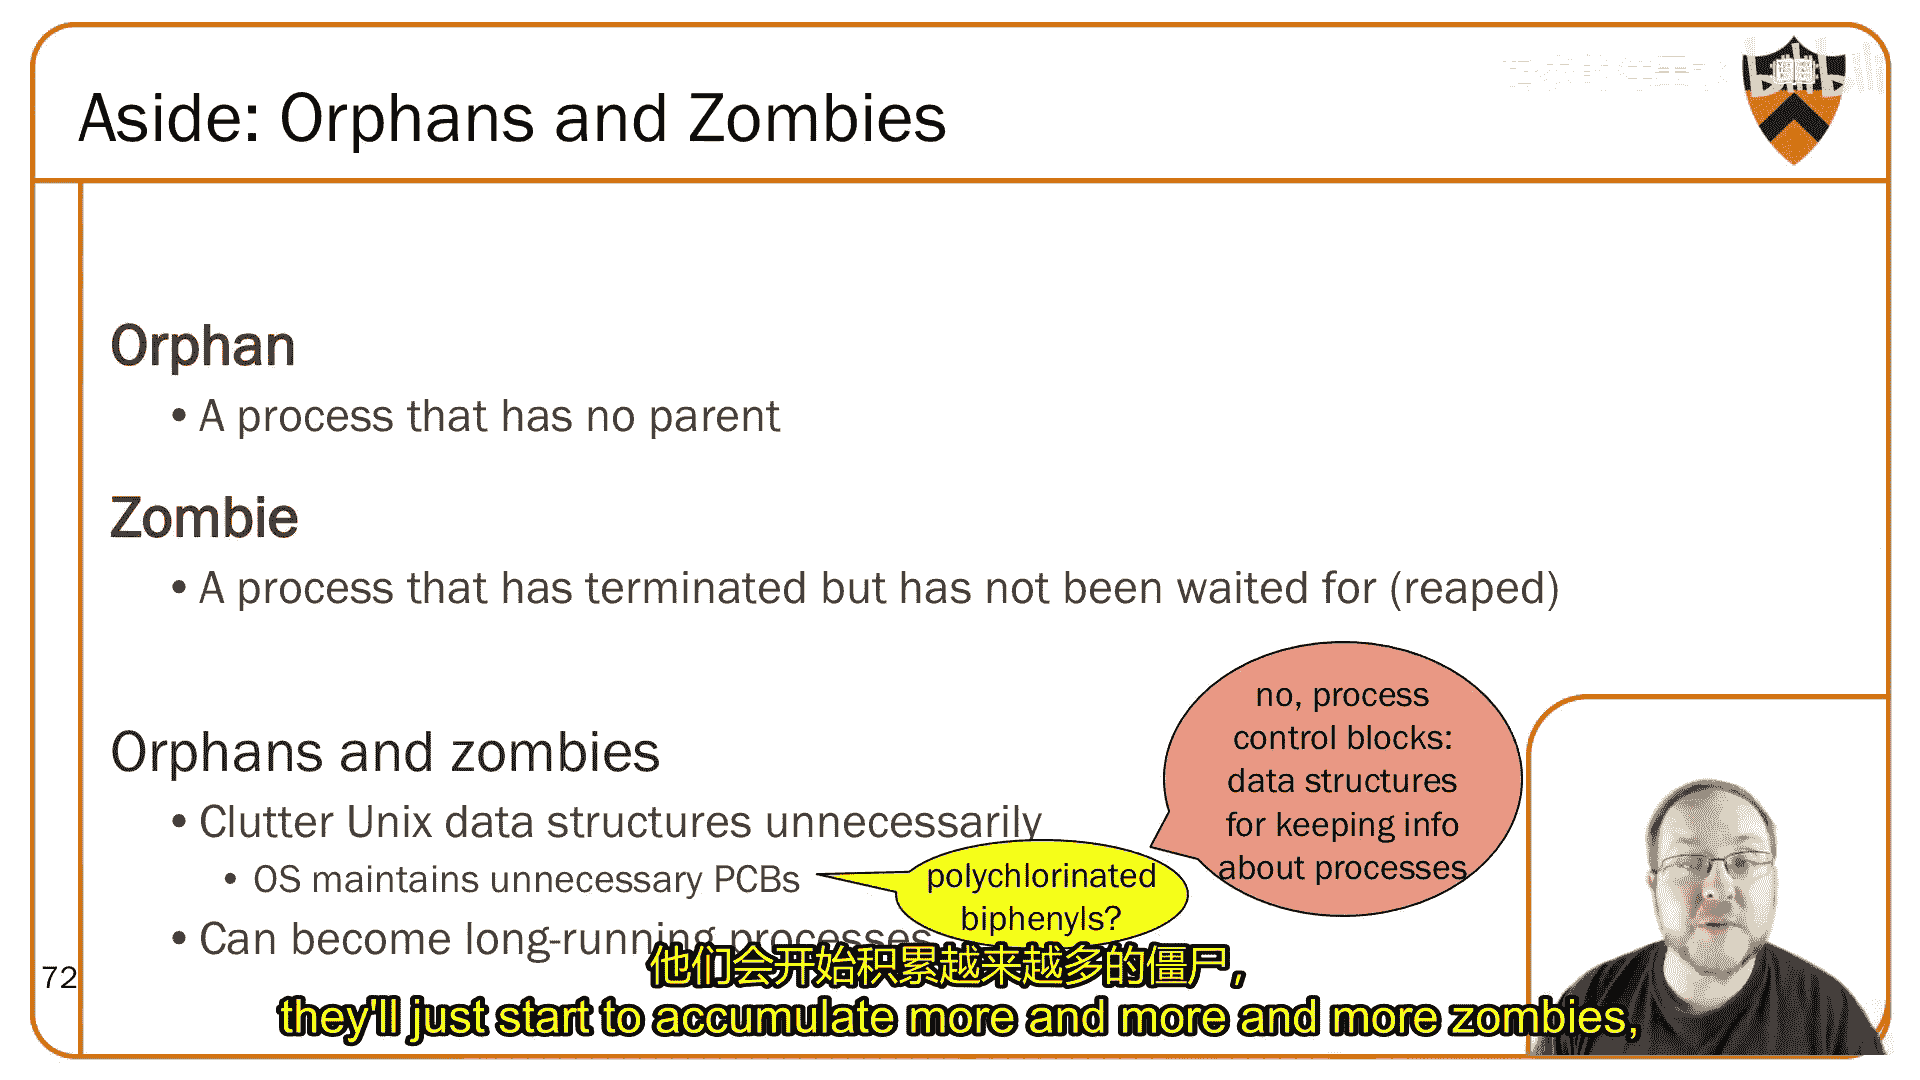 Aside: Orphans and Zombies
Orphan
• A process that has no parent
Zombie
• A process that has terminated but has not been waited for (reaped)
Orphans and zombies
• Clutter Unix data structures unnecessarily
• OS maintains unnecessary PCBs
• Can become long-running processes
polychlorinated
biphenyls?
no, process
control blocks:
data structures
for keeping info
about processes
72
他们会开始积累越来越多的僵尸,
they'll just start to accumulate more and more and more zombies,